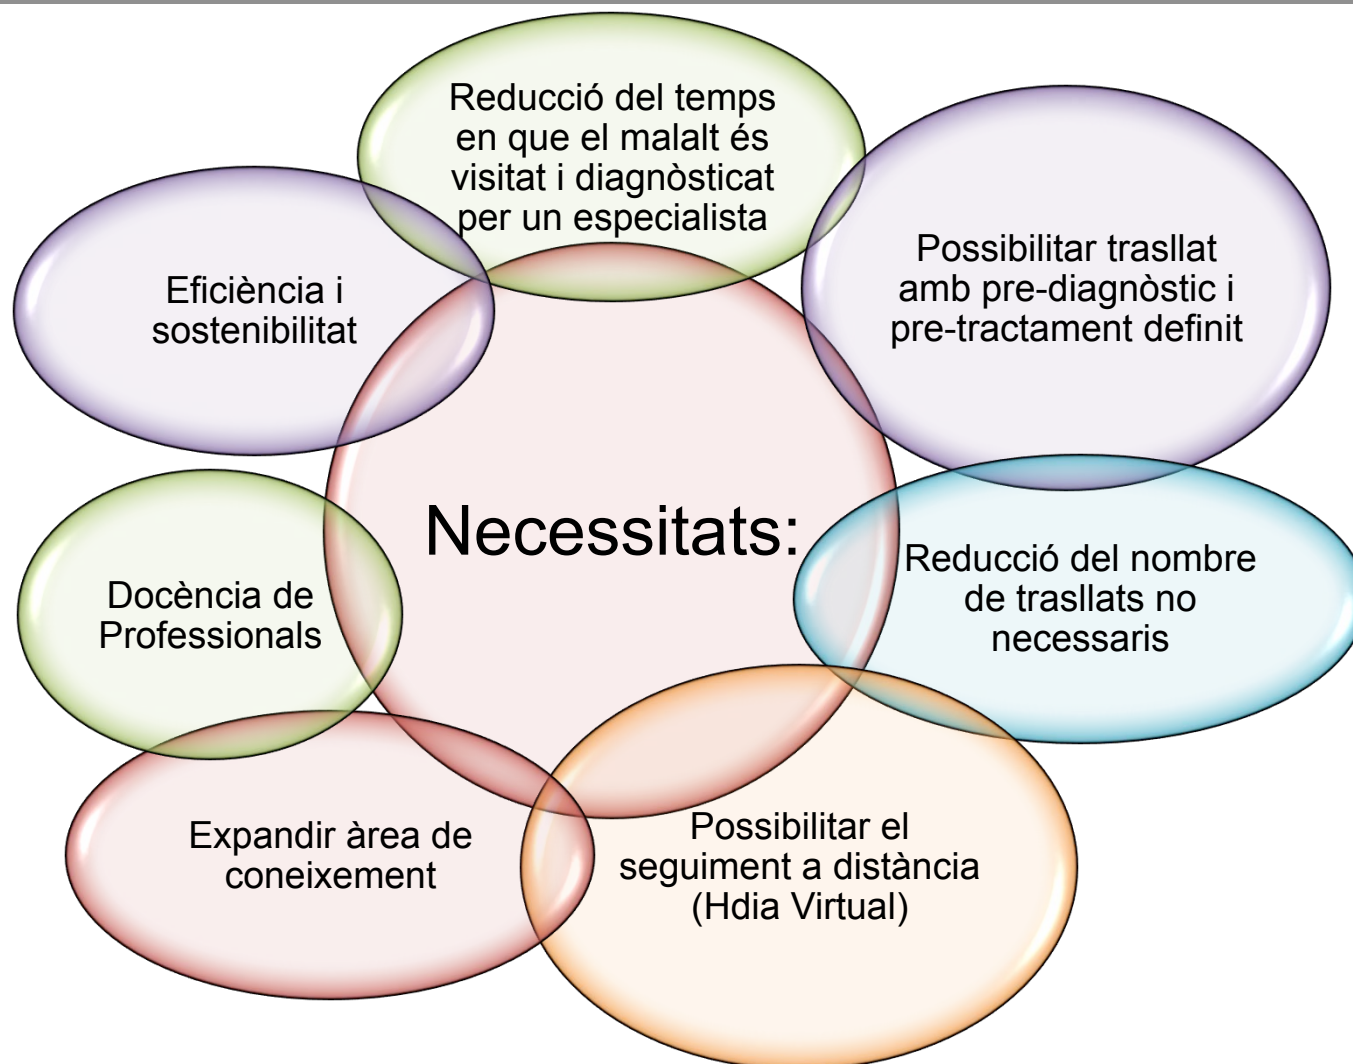 Reducció del temps
en que el malalt és
visitat i diagnòsticat
per un especialista
Possibilitar trasllat
amb pre-diagnòstic i
pre-tractament definit
Eficiència i
sostenibilitat
Necessitats:
Reducció del nombre
de trasllats no
necessaris
Docència de
Professionals
Possibilitar el
seguiment a distància
(Hdia Virtual)
Expandir àrea de
coneixement